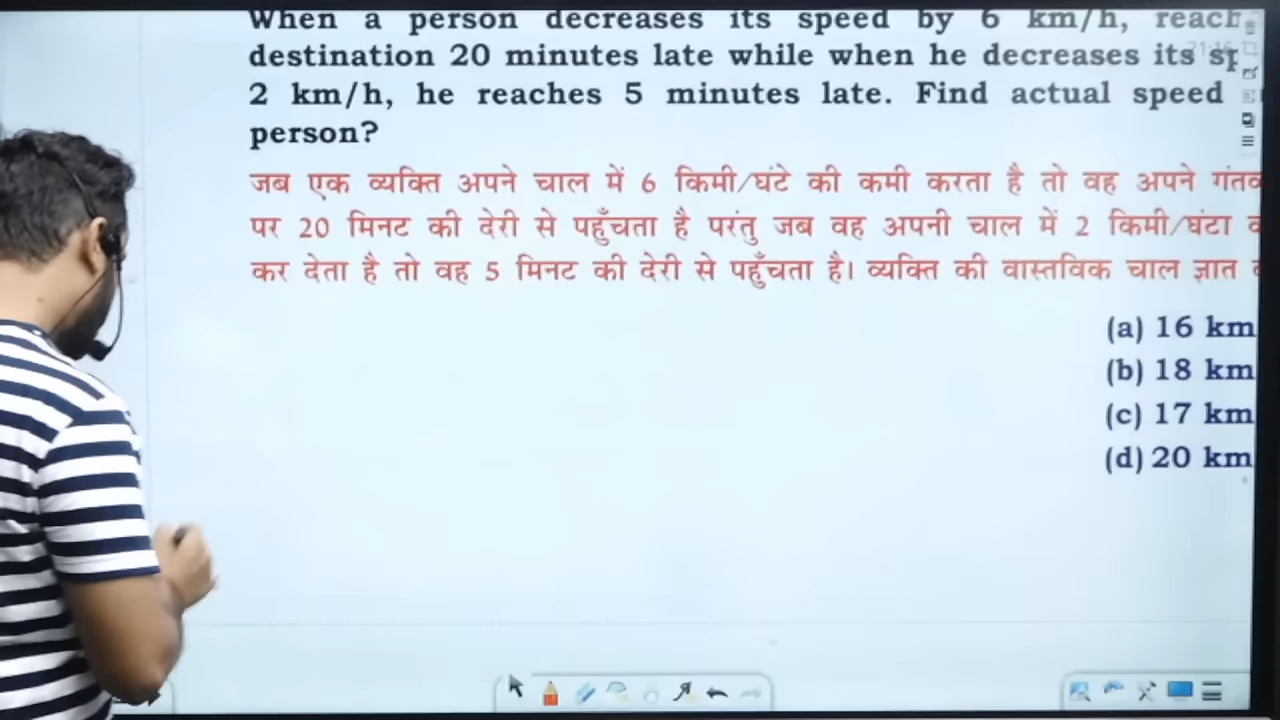 When a person decreases its speed by 6 km/h,
destination 20 minutes late while when he decreases its
2 km/h, he reaches 5 minutes late. Find actual speed
person?
जब एक व्यक्ति अपने चाल में 6 किमी/घंटे की कमी करता है तो वह अपने
पर 20 मिनट की देरी से पहुँचता है परंतु जब वह अपनी चाल में 2 किमी/घंटा
कर देता है तो वह 5 मिनट की देरी से पहुँचता है। व्यक्ति की वास्तविक चाल ज्ञात
(a) 16 km
(b) 18 km
(c) 17 km
(d) 20 km